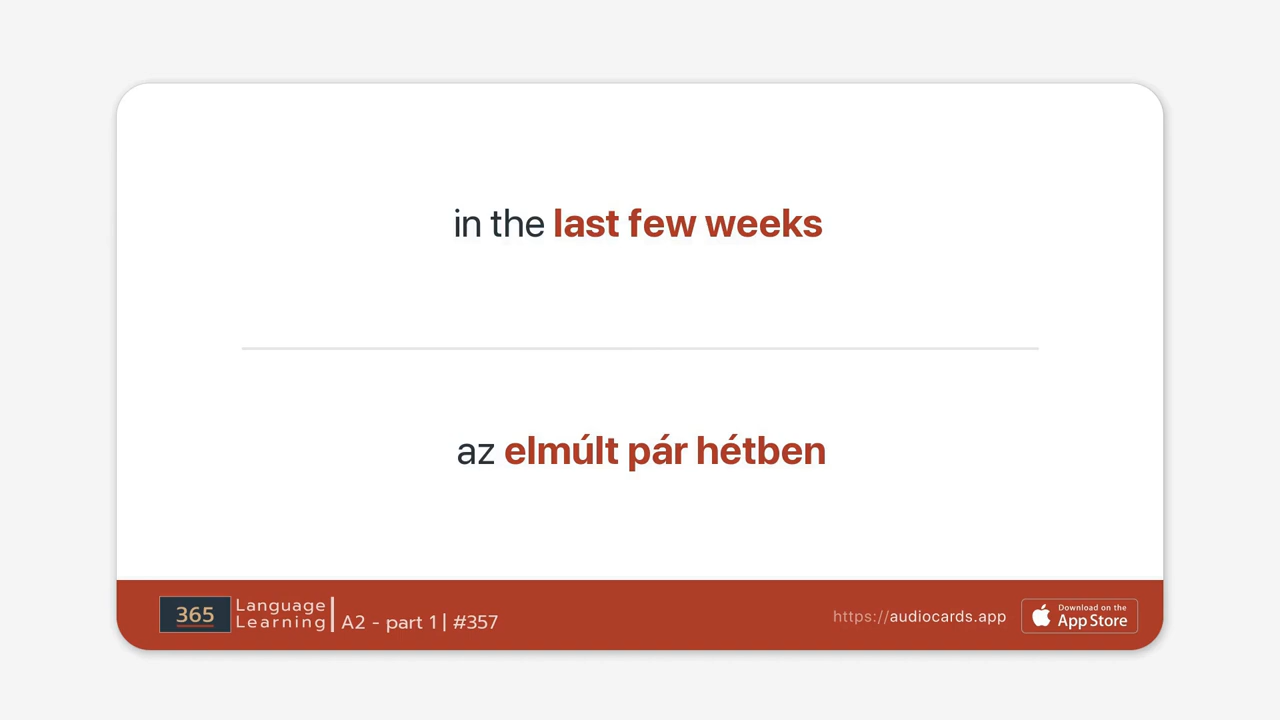 in the last few weeks
az elmúlt pár hétben
365
Language
Learning
A2 - part 1 | #357
https://audiocards.app
Download on the
App Store